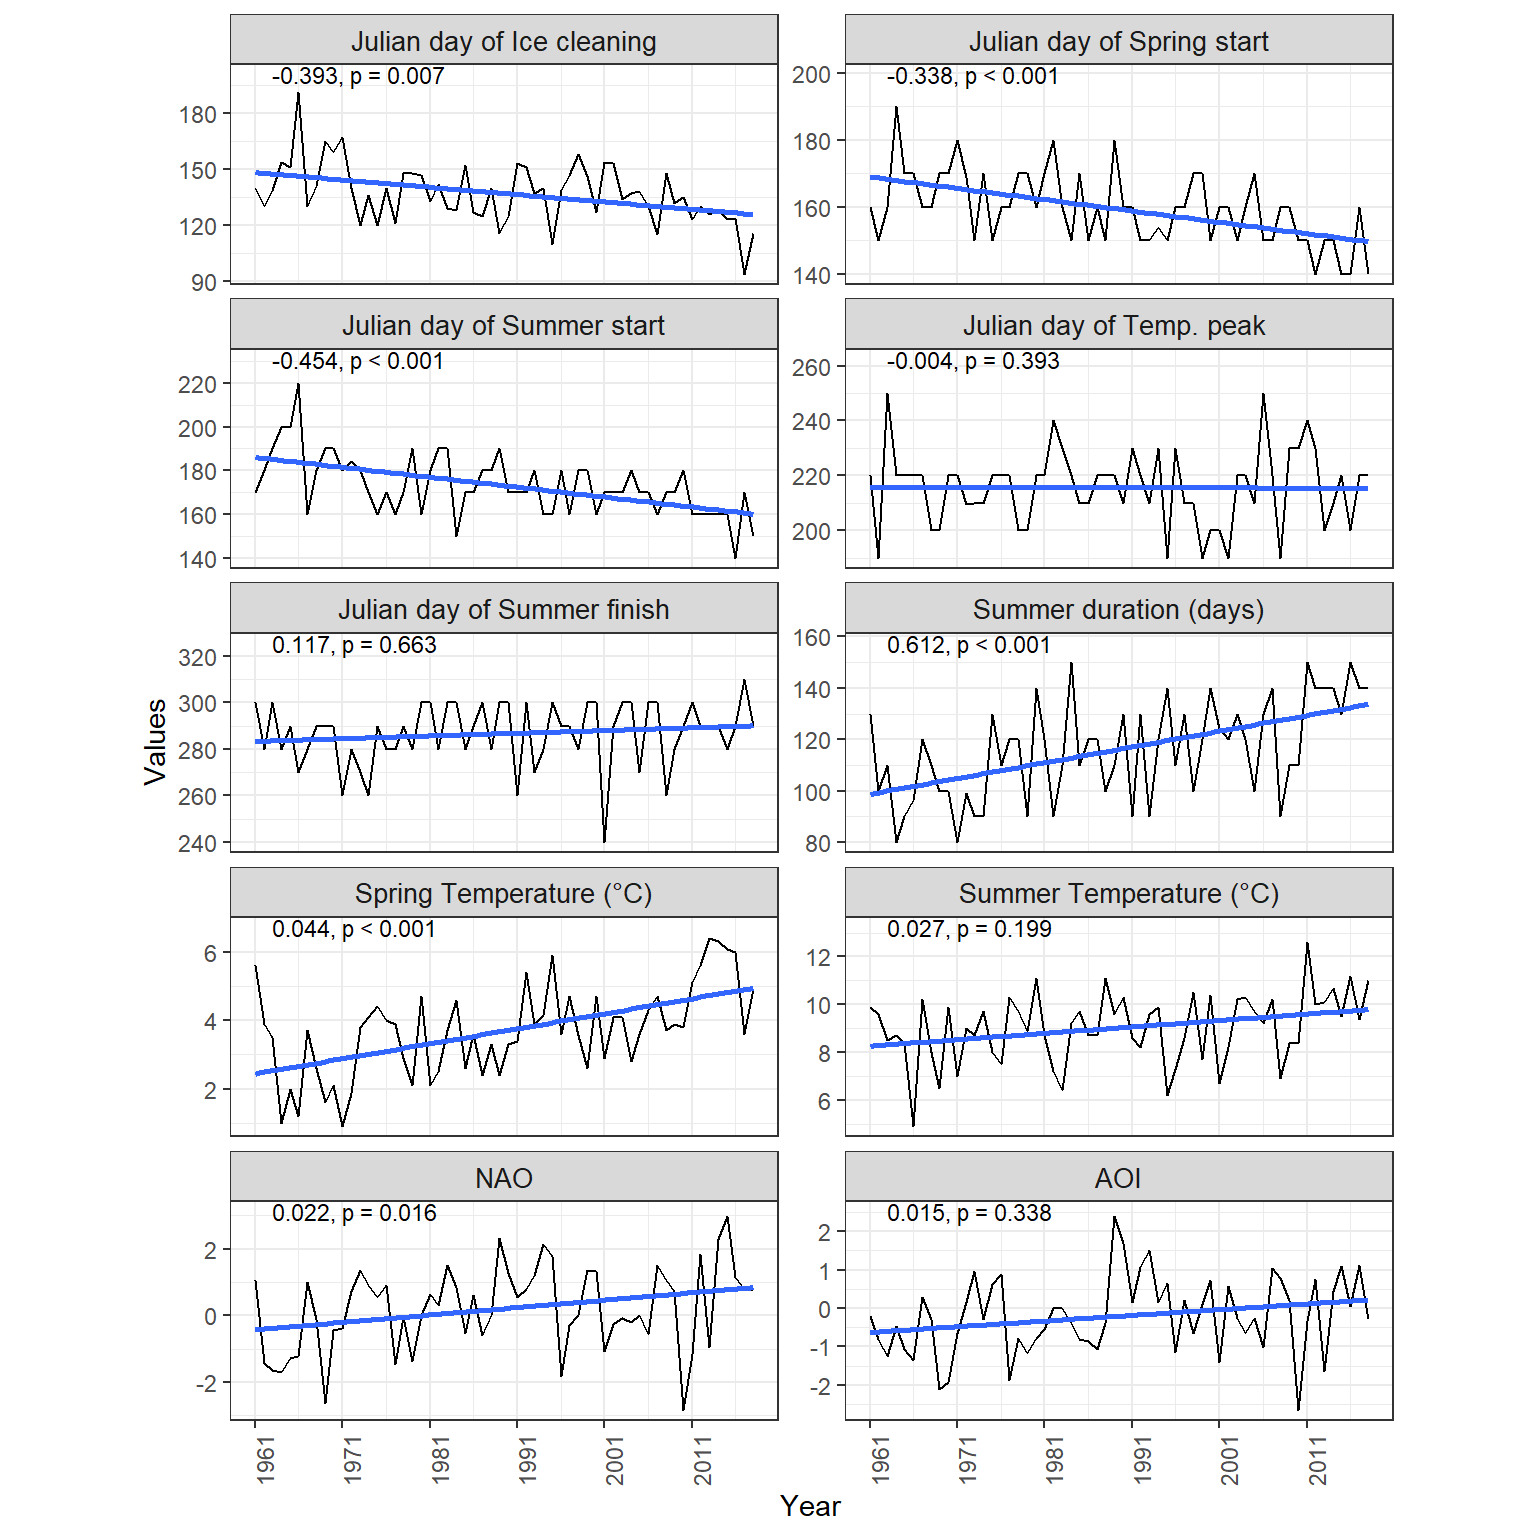 Julian day of Ice cleaning
-0.393, p = 0.007
180
150
120
90
Julian day of Spring start
-0.338, p < 0.001
200
180
160
140
Julian day of Summer start
-0.454, p < 0.001
220
200
180
160
140
Julian day of Temp. peak
-0.004, p = 0.393
260
240
220
200
Julian day of Summer finish
0.117, p = 0.663
320
300
280
260
240
Summer duration (days)
0.612, p < 0.001
160
140
120
100
80
Spring Temperature (°C)
0.044, p < 0.001
6
4
2
Summer Temperature (°C)
0.027, p = 0.199
12
10
8
6
NAO
0.022, p = 0.016
2
0
-2
AOI
0.015, p = 0.338
2
1
0
-1
-2
1961
1971
1981
1991
2001
2011
1961
1971
1981
1991
2001
2011
Values
Year